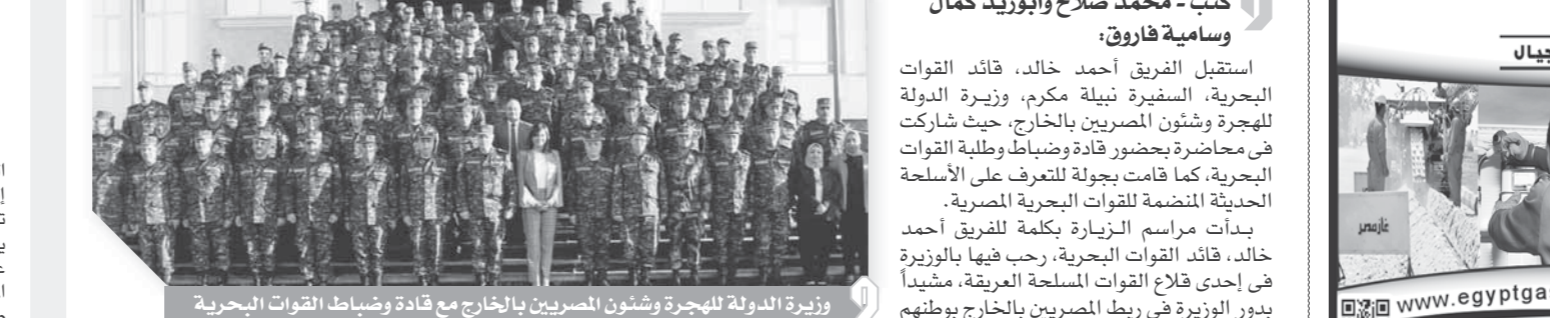 كتب - محمد صلاح وأبوزيد كمال
وسامية فاروق:
استقبل الفريق أحمد خالد، قائد القوات
البحرية، السفيرة نبيلة مكرم، وزيرة الدولة
للهجرة وشئون المصريين بالخارج، حيث شاركت
فى محاضرة بحضور قادة وضباط وطلبة القوات
البحرية، كما قامت بجولة للتعرف على الأسلحة
الحديثة المنضمة للقوات البحرية المصرية.
بدأت مراسم الزيارة بكلمة للفريق أحمد
خالد، قائد القوات البحرية، رحب فيها بالوزيرة
فى إحدى قلاع القوات المسلحة العريقة، مشيداً
بدور الوزيرة فى ربط المصريين بالخارج بوطنهم
وزيرة الدولة للهجرة وشئون المصريين بالخارج مع قادة وضباط القوات البحرية
غازمصر
www.egyptga